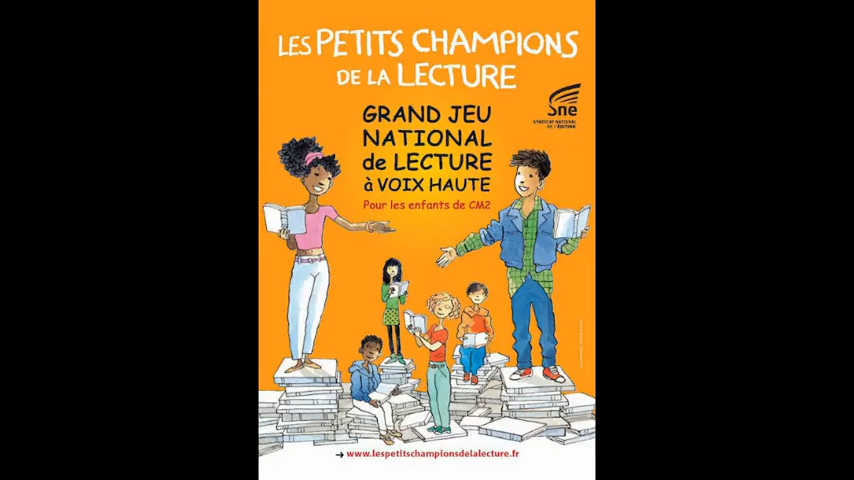 LES PETITS CHAMPIONS
DE LA LECTURE
Sne
SYNDICAT NATIONAL
DE L'ÉDITION
GRAND JEU
NATIONAL
de LECTURE
à VOIX HAUTE
Pour les enfants de CM2
www.lespetitschampionsdelalecture.fr